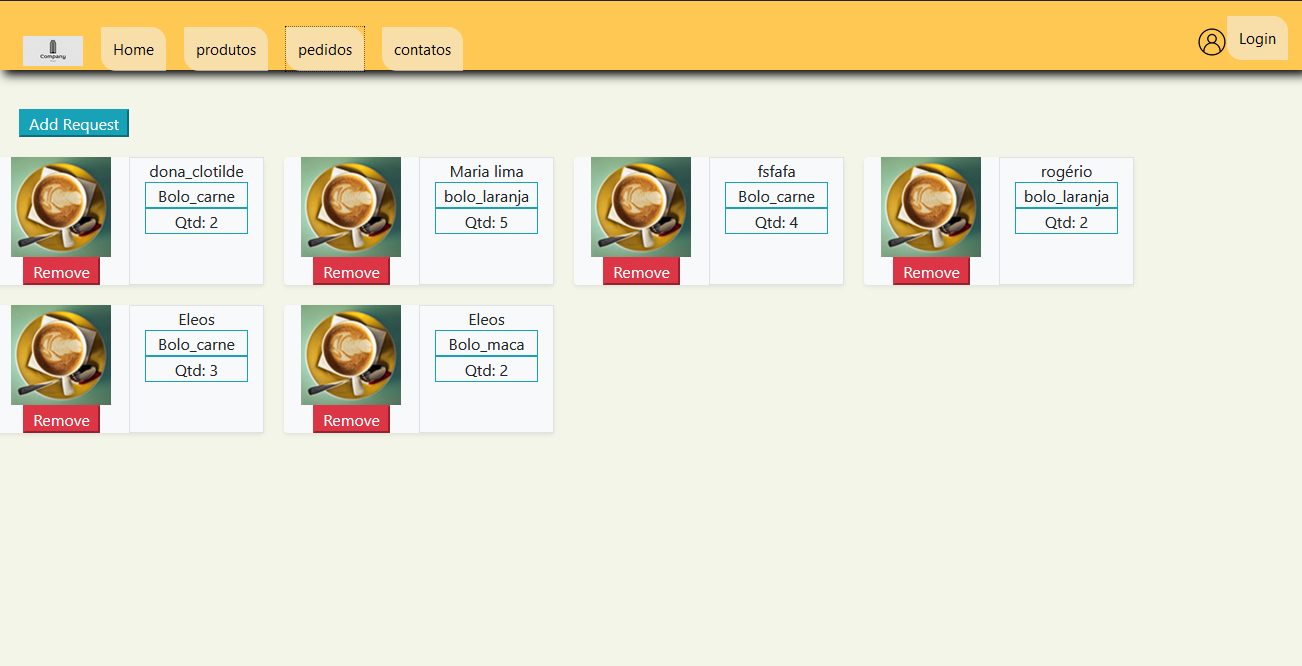 Company
Home
produtos
pedidos
contatos
Login
Add Request
dona_clotilde
Bolo_carne
Qtd: 2
Remove
Maria lima
bolo_laranja
Qtd: 5
Remove
fsfafa
Bolo_carne
Qtd: 4
Remove
rogério
bolo_laranja
Qtd: 2
Remove
Eleos
Bolo_carne
Qtd: 3
Remove
Eleos
Bolo_maca
Qtd: 2
Remove